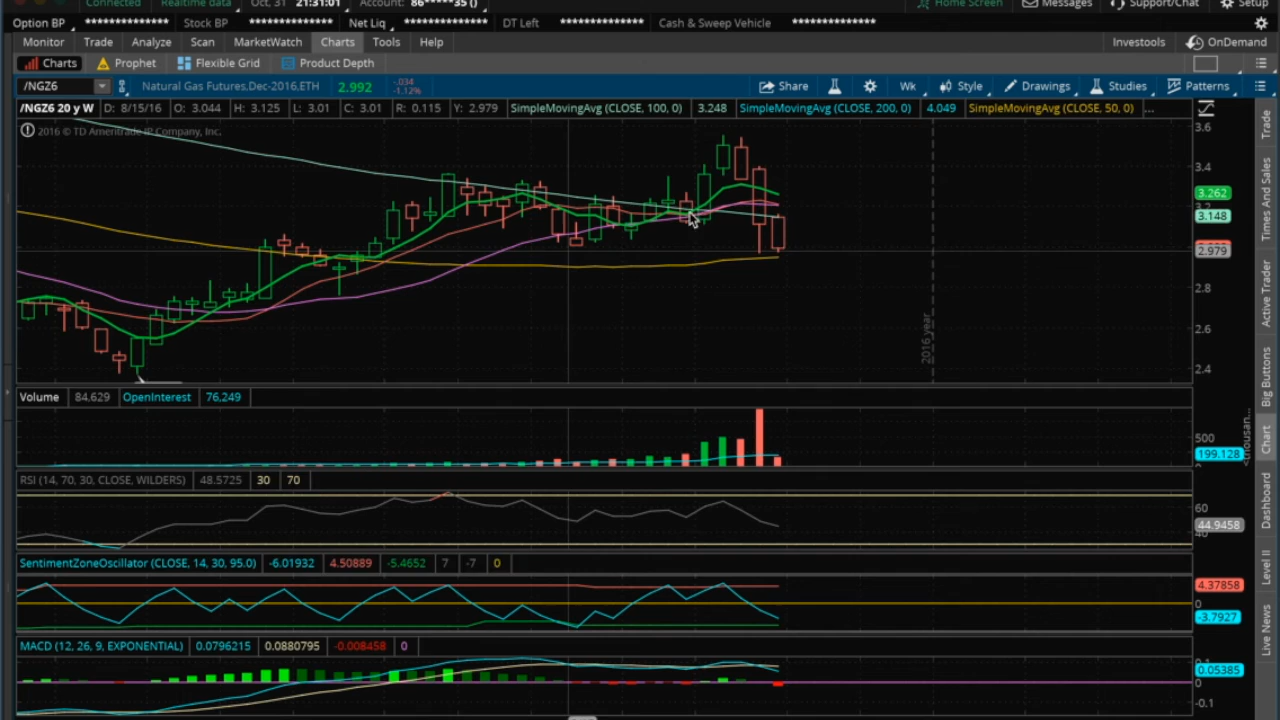 Connected Realtime data Oct, 31 21:31:01 Account: 86*****35 () Home Screen Messages Support/Chat Setup
Option BP ************** Stock BP ************** Net Liq ************** DT Left ************** Cash & Sweep Vehicle **************
Monitor Trade Analyze Scan MarketWatch Charts Tools Help Investools OnDemand
Charts Prophet Flexible Grid Product Depth
/NGZ6 Natural Gas Futures,Dec-2016,ETH 2.992 -.034 -1.12% Share Wk Style Drawings Studies Patterns
/NGZ6 20 y W D: 8/15/16 O: 3.044 H: 3.125 L: 3.01 C: 3.01 R: 0.115 Y: 2.979 SimpleMovingAvg (CLOSE, 100, 0) 3.248 SimpleMovingAvg (CLOSE, 200, 0) 4.049 SimpleMovingAvg (CLOSE, 50, 0) ...
2016 © TD Ameritrade IP Company, Inc.
3.6
3.4
3.262
3.2
3.148
2.979
2.8
2.6
2.4
2016 year
Volume 84,629 OpenInterest 76,249
500
199.128
<thousan...
RSI (14, 70, 30, CLOSE, WILDERS) 48.5725 30 70
60
44.9458
40
SentimentZoneOscillator (CLOSE, 14, 30, 95.0) -6.01932 4.50889 -5.4652 7 -7 0
4.37858
0
-3.7927
MACD (12, 26, 9, EXPONENTIAL) 0.0796215 0.0880795 -0.008458 0
0.1
0.05385
0
-0.1
Trade
Times And Sales
Active Trader
Big Buttons
Chart
Dashboard
Level II
Live News